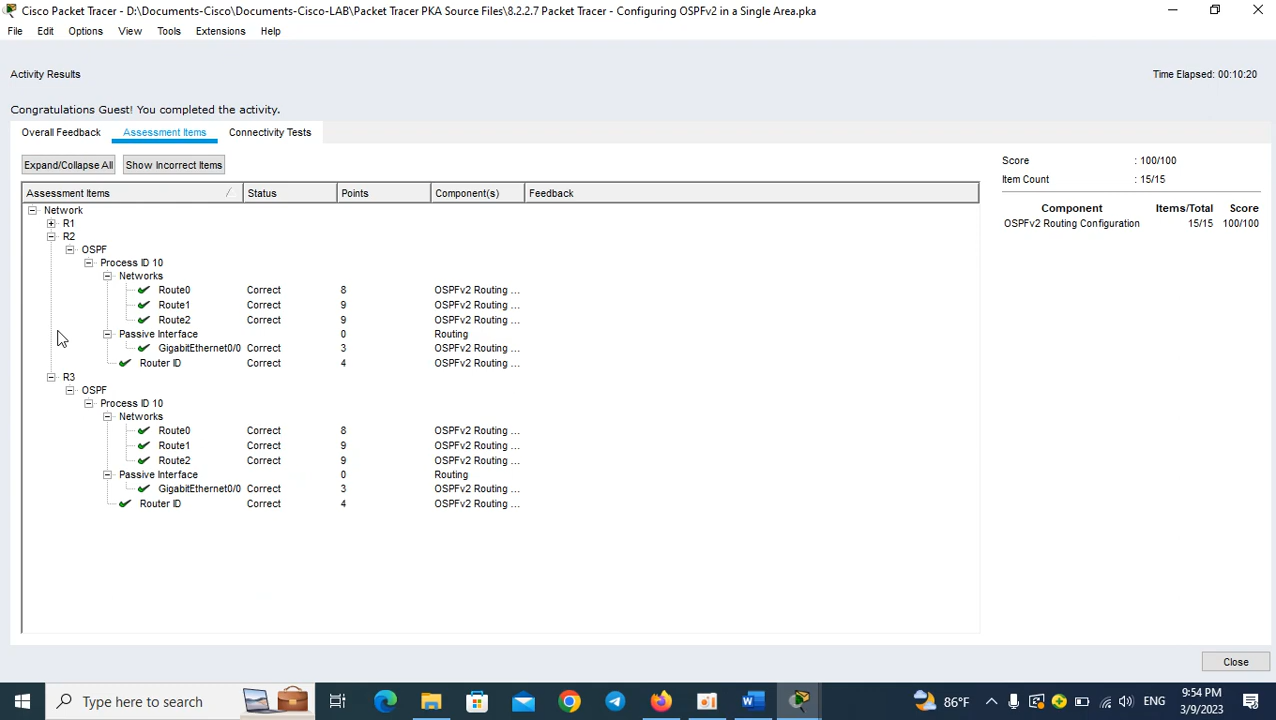 Cisco Packet Tracer - D:\Documents-Cisco\Documents-Cisco-LAB\Packet Tracer PKA Source Files\8.2.2.7 Packet Tracer - Configuring OSPFv2 in a Single Area.pka
File Edit Options View Tools Extensions Help
Activity Results
Time Elapsed: 00:10:20
Congratulations Guest! You completed the activity.
Overall Feedback Assessment Items Connectivity Tests
Expand/Collapse All Show Incorrect Items
Score : 100/100
Item Count : 15/15
Component Items/Total Score
OSPFv2 Routing Configuration 15/15 100/100
Assessment Items Status Points Component(s) Feedback
Network
R1
R2
OSPF
Process ID 10
Networks
Route0 Correct 8 OSPFv2 Routing ...
Route1 Correct 9 OSPFv2 Routing ...
Route2 Correct 9 OSPFv2 Routing ...
Passive Interface 0 Routing
GigabitEthernet0/0 Correct 3 OSPFv2 Routing ...
Router ID Correct 4 OSPFv2 Routing ...
R3
OSPF
Process ID 10
Networks
Route0 Correct 8 OSPFv2 Routing ...
Route1 Correct 9 OSPFv2 Routing ...
Route2 Correct 9 OSPFv2 Routing ...
Passive Interface 0 Routing
GigabitEthernet0/0 Correct 3 OSPFv2 Routing ...
Router ID Correct 4 OSPFv2 Routing ...
Close
Type here to search
86°F
ENG
9:54 PM
3/9/2023